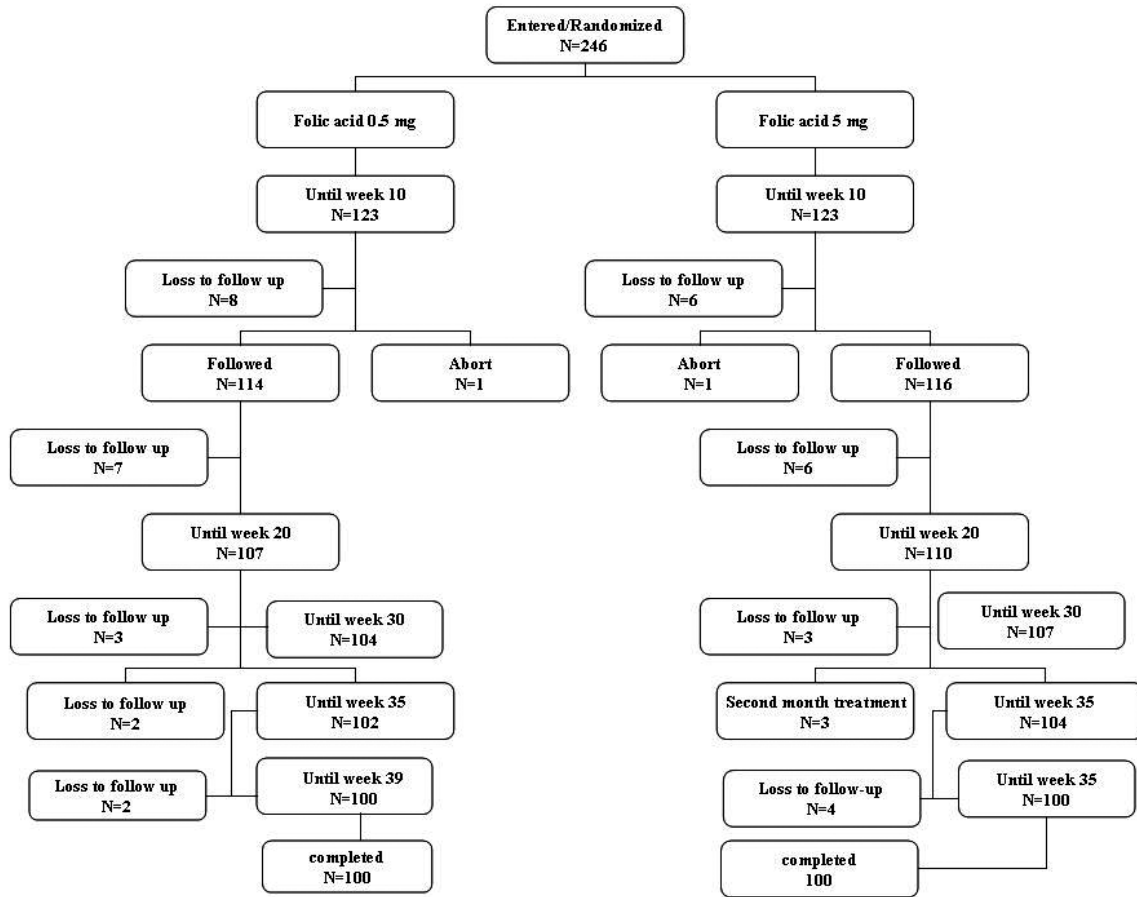 Entered/Randomized
N=246
Folic acid 0.5 mg
Folic acid 5 mg
Until week 10
N=123
Until week 10
N=123
Loss to follow up
N=8
Loss to follow up
N=6
Followed
N=114
Abort
N=1
Abort
N=1
Followed
N=116
Loss to follow up
N=7
Loss to follow up
N=6
Until week 20
N=107
Until week 20
N=110
Loss to follow up
N=3
Until week 30
N=104
Loss to follow up
N=3
Until week 30
N=107
Loss to follow up
N=2
Until week 35
N=102
Second month treatment
N=3
Until week 35
N=104
Loss to follow up
N=2
Until week 39
N=100
Loss to follow-up
N=4
Until week 35
N=100
completed
N=100
completed
100